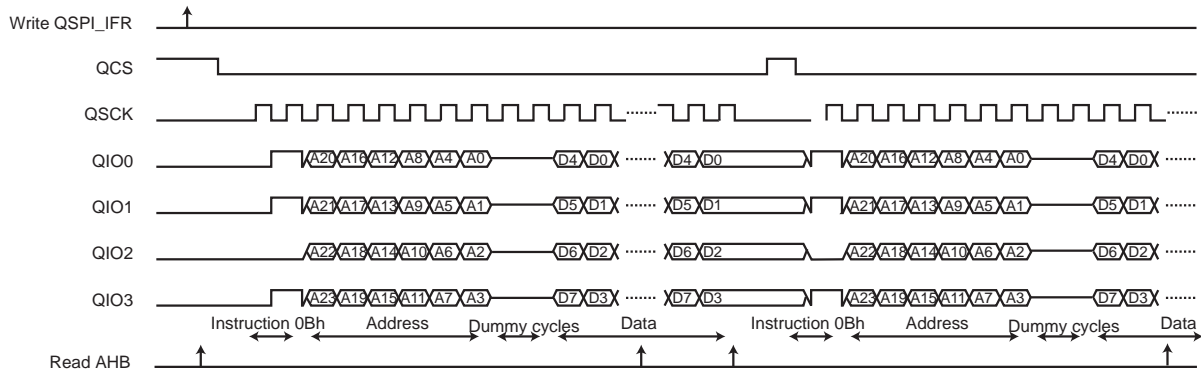 Write QSPI_IFR
QCS
QSCK
QIO0 A20 A16 A12 A8 A4 A0 D4 D0 D4 D0 A20 A16 A12 A8 A4 A0 D4 D0
QIO1 A21 A17 A13 A9 A5 A1 D5 D1 D5 D1 A21 A17 A13 A9 A5 A1 D5 D1
QIO2 A22 A18 A14 A10 A6 A2 D6 D2 D6 D2 A22 A18 A14 A10 A6 A2 D6 D2
QIO3 A23 A19 A15 A11 A7 A3 D7 D3 D7 D3 A23 A19 A15 A11 A7 A3 D7 D3
Instruction 0Bh Address Dummy cycles Data Instruction 0Bh Address Dummy cycles Data
Read AHB